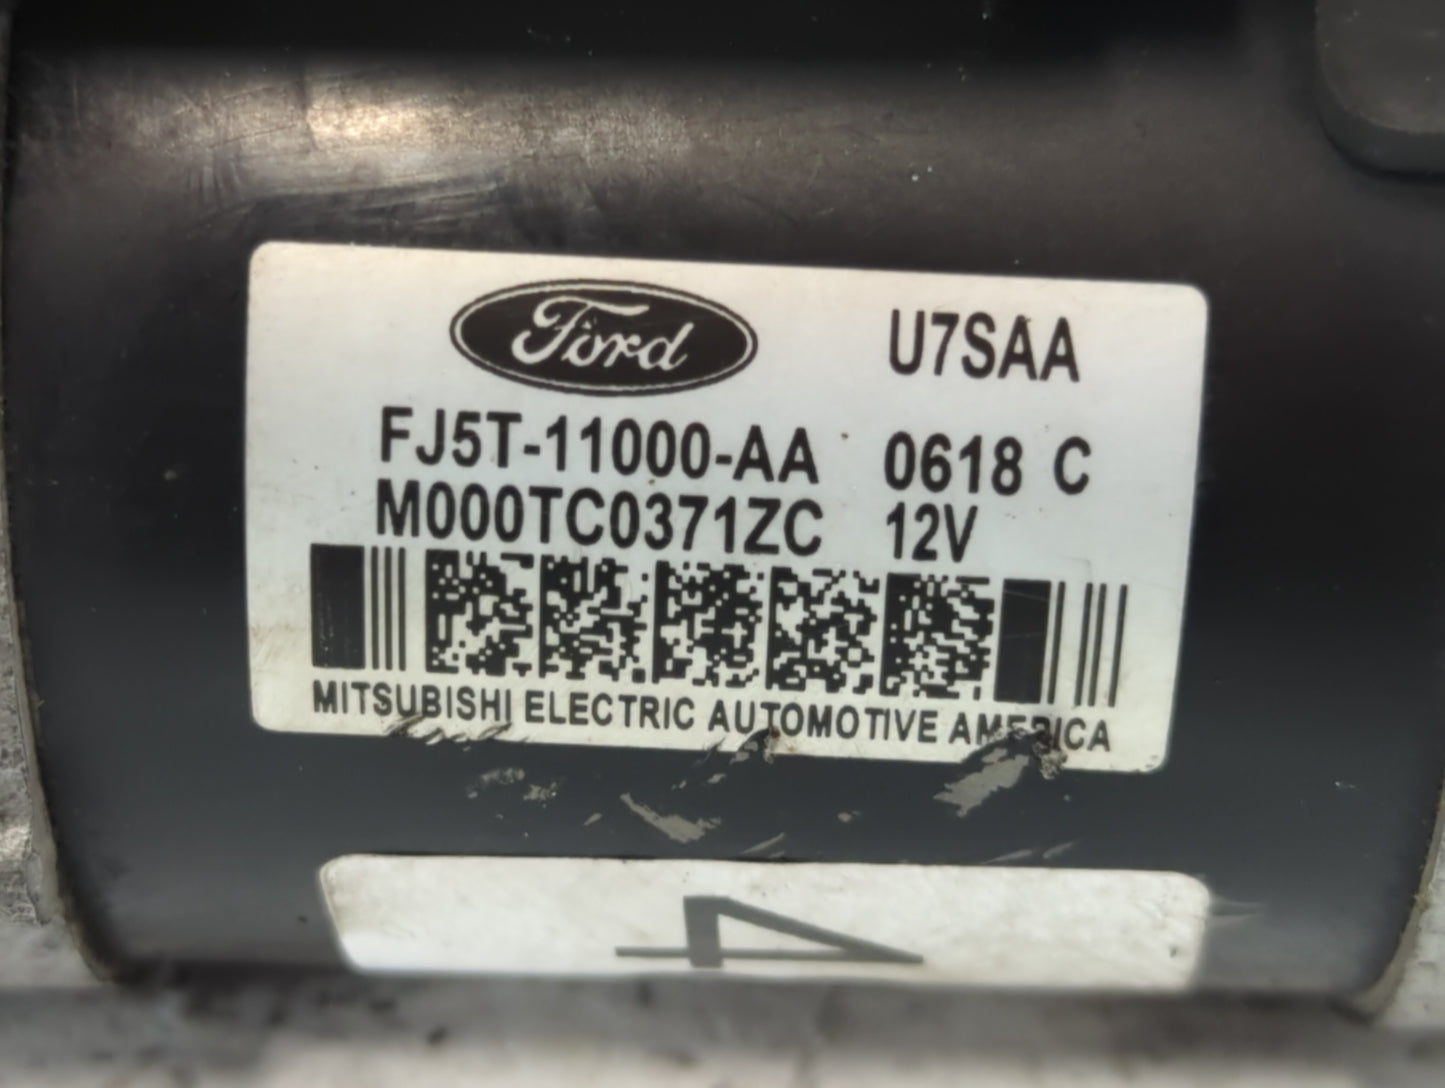 Ford U7SAA
FJ5T-11000-AA 0618 C
M000TC0371ZC 12V
MITSUBISHI ELECTRIC AUTOMOTIVE AMERICA
4